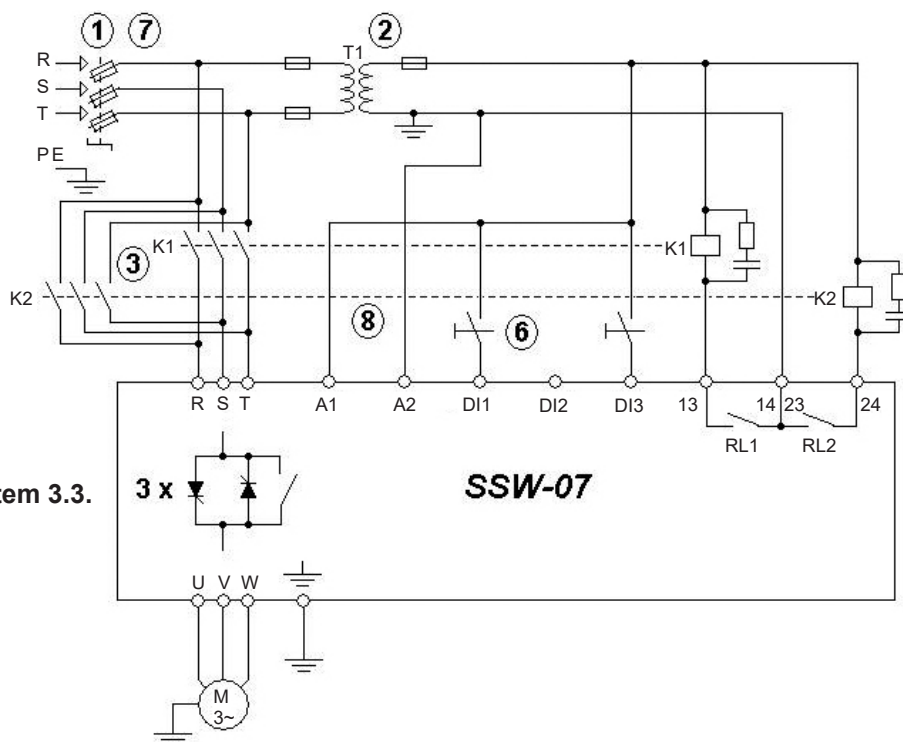 1 7 2
T1
R
S
T
PE
K1 K1
3
K2 K2
8 6
R S T A1 A2 DI1 DI2 DI3 13 14 23 24
RL1 RL2
tem 3.3. 3 x SSW-07
U V W
M
3~